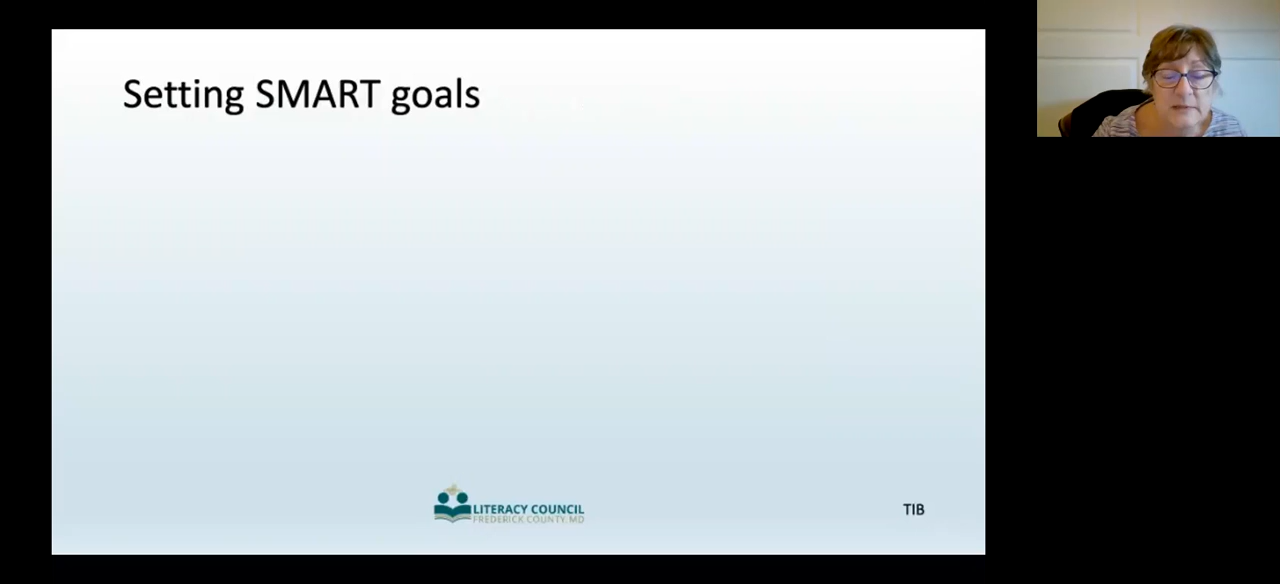 Setting SMART goals
LITERACY COUNCIL
FREDERICK COUNTY, MD
TIB